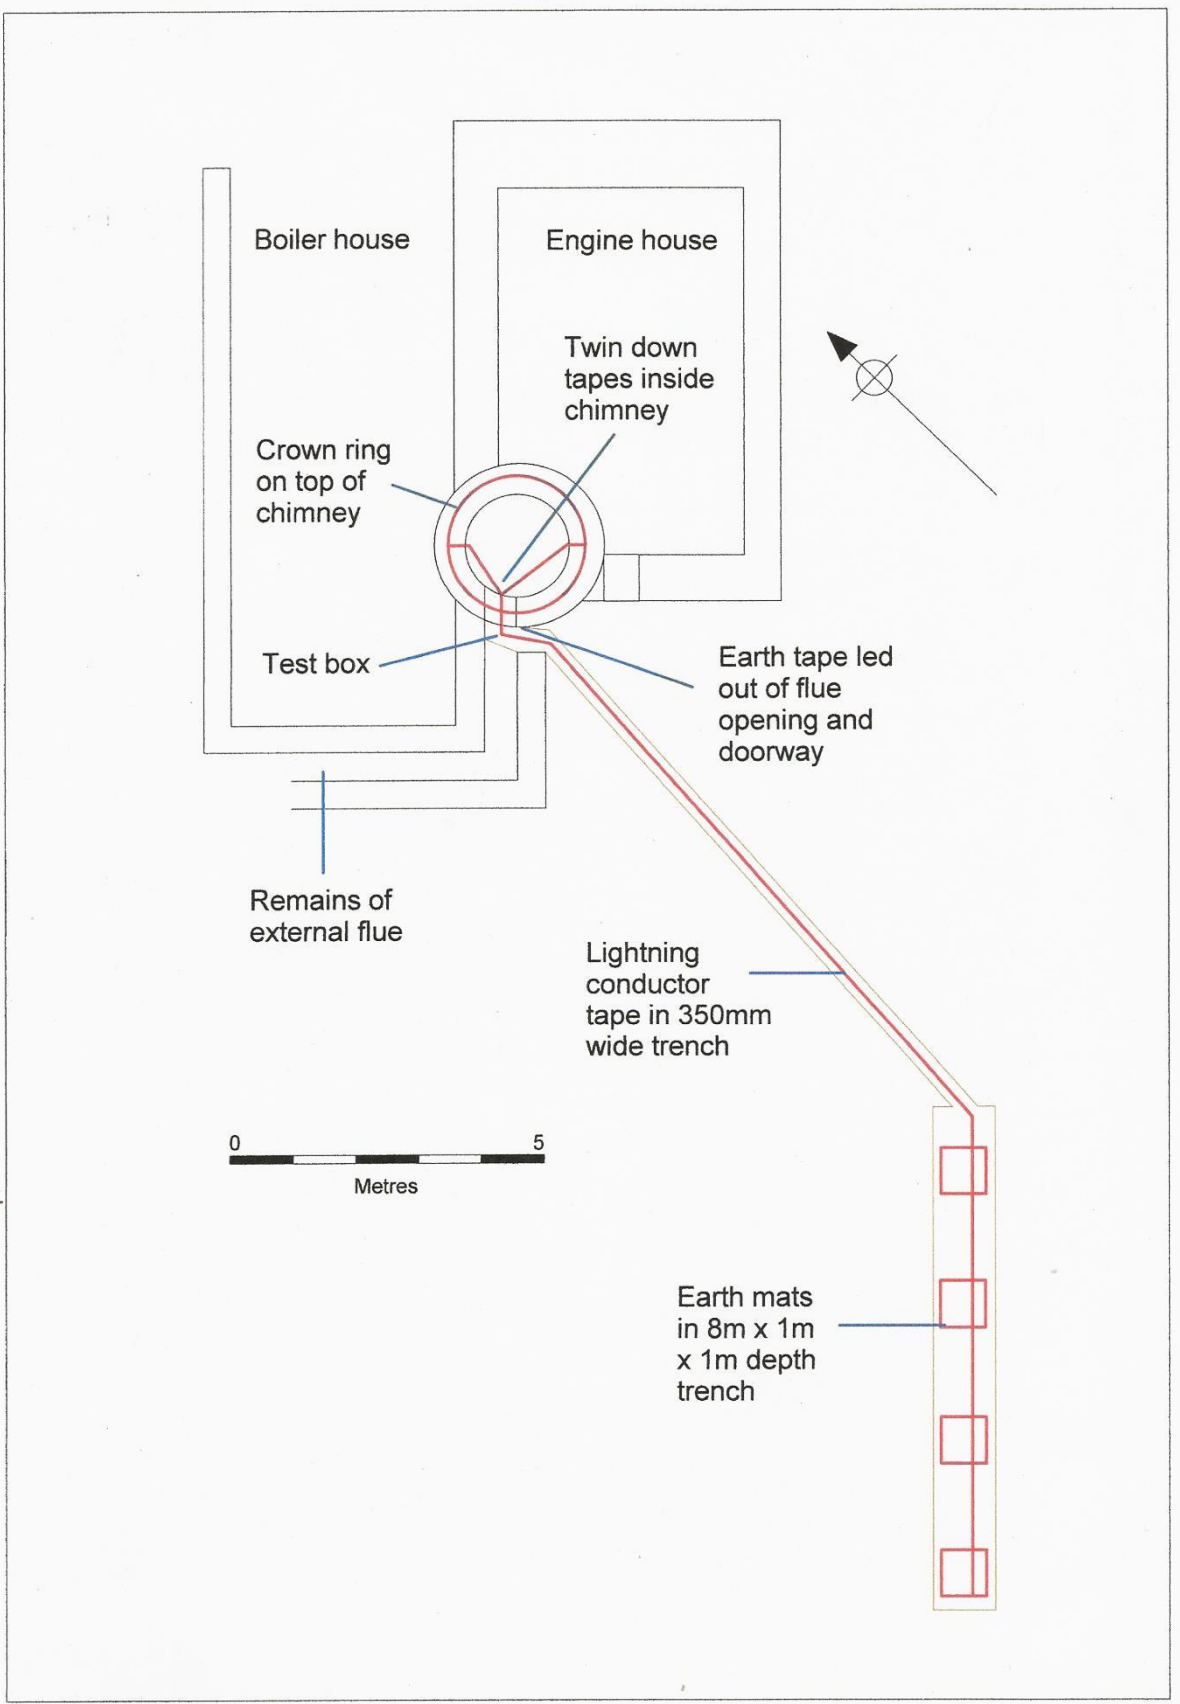 Boiler house
Engine house
Twin down
tapes inside
chimney
Crown ring
on top of
chimney
Test box
Earth tape led
out of flue
opening and
doorway
Remains of
external flue
Lightning
conductor
tape in 350mm
wide trench
0 5
Metres
Earth mats
in 8m x 1m
x 1m depth
trench